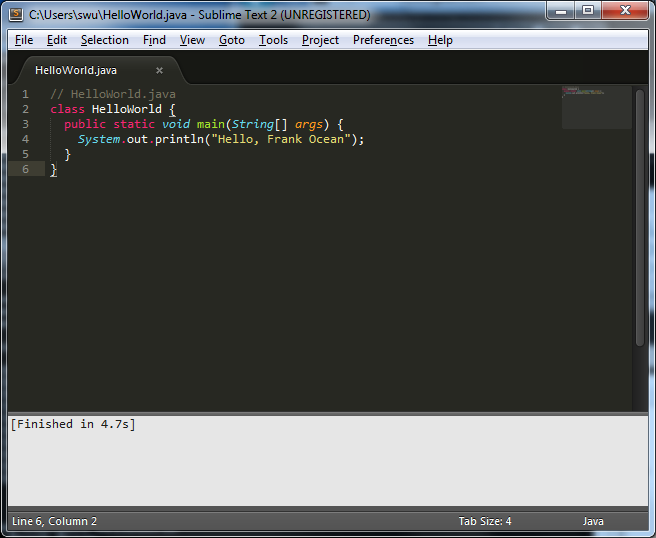 C:\Users\swu\HelloWorld.java - Sublime Text 2 (UNREGISTERED)
File Edit Selection Find View Goto Tools Project Preferences Help
HelloWorld.java ×
1 // HelloWorld.java
2 class HelloWorld {
3 public static void main(String[] args) {
4 System.out.println("Hello, Frank Ocean");
5 }
6 }
[Finished in 4.7s]
Line 6, Column 2 Tab Size: 4 Java